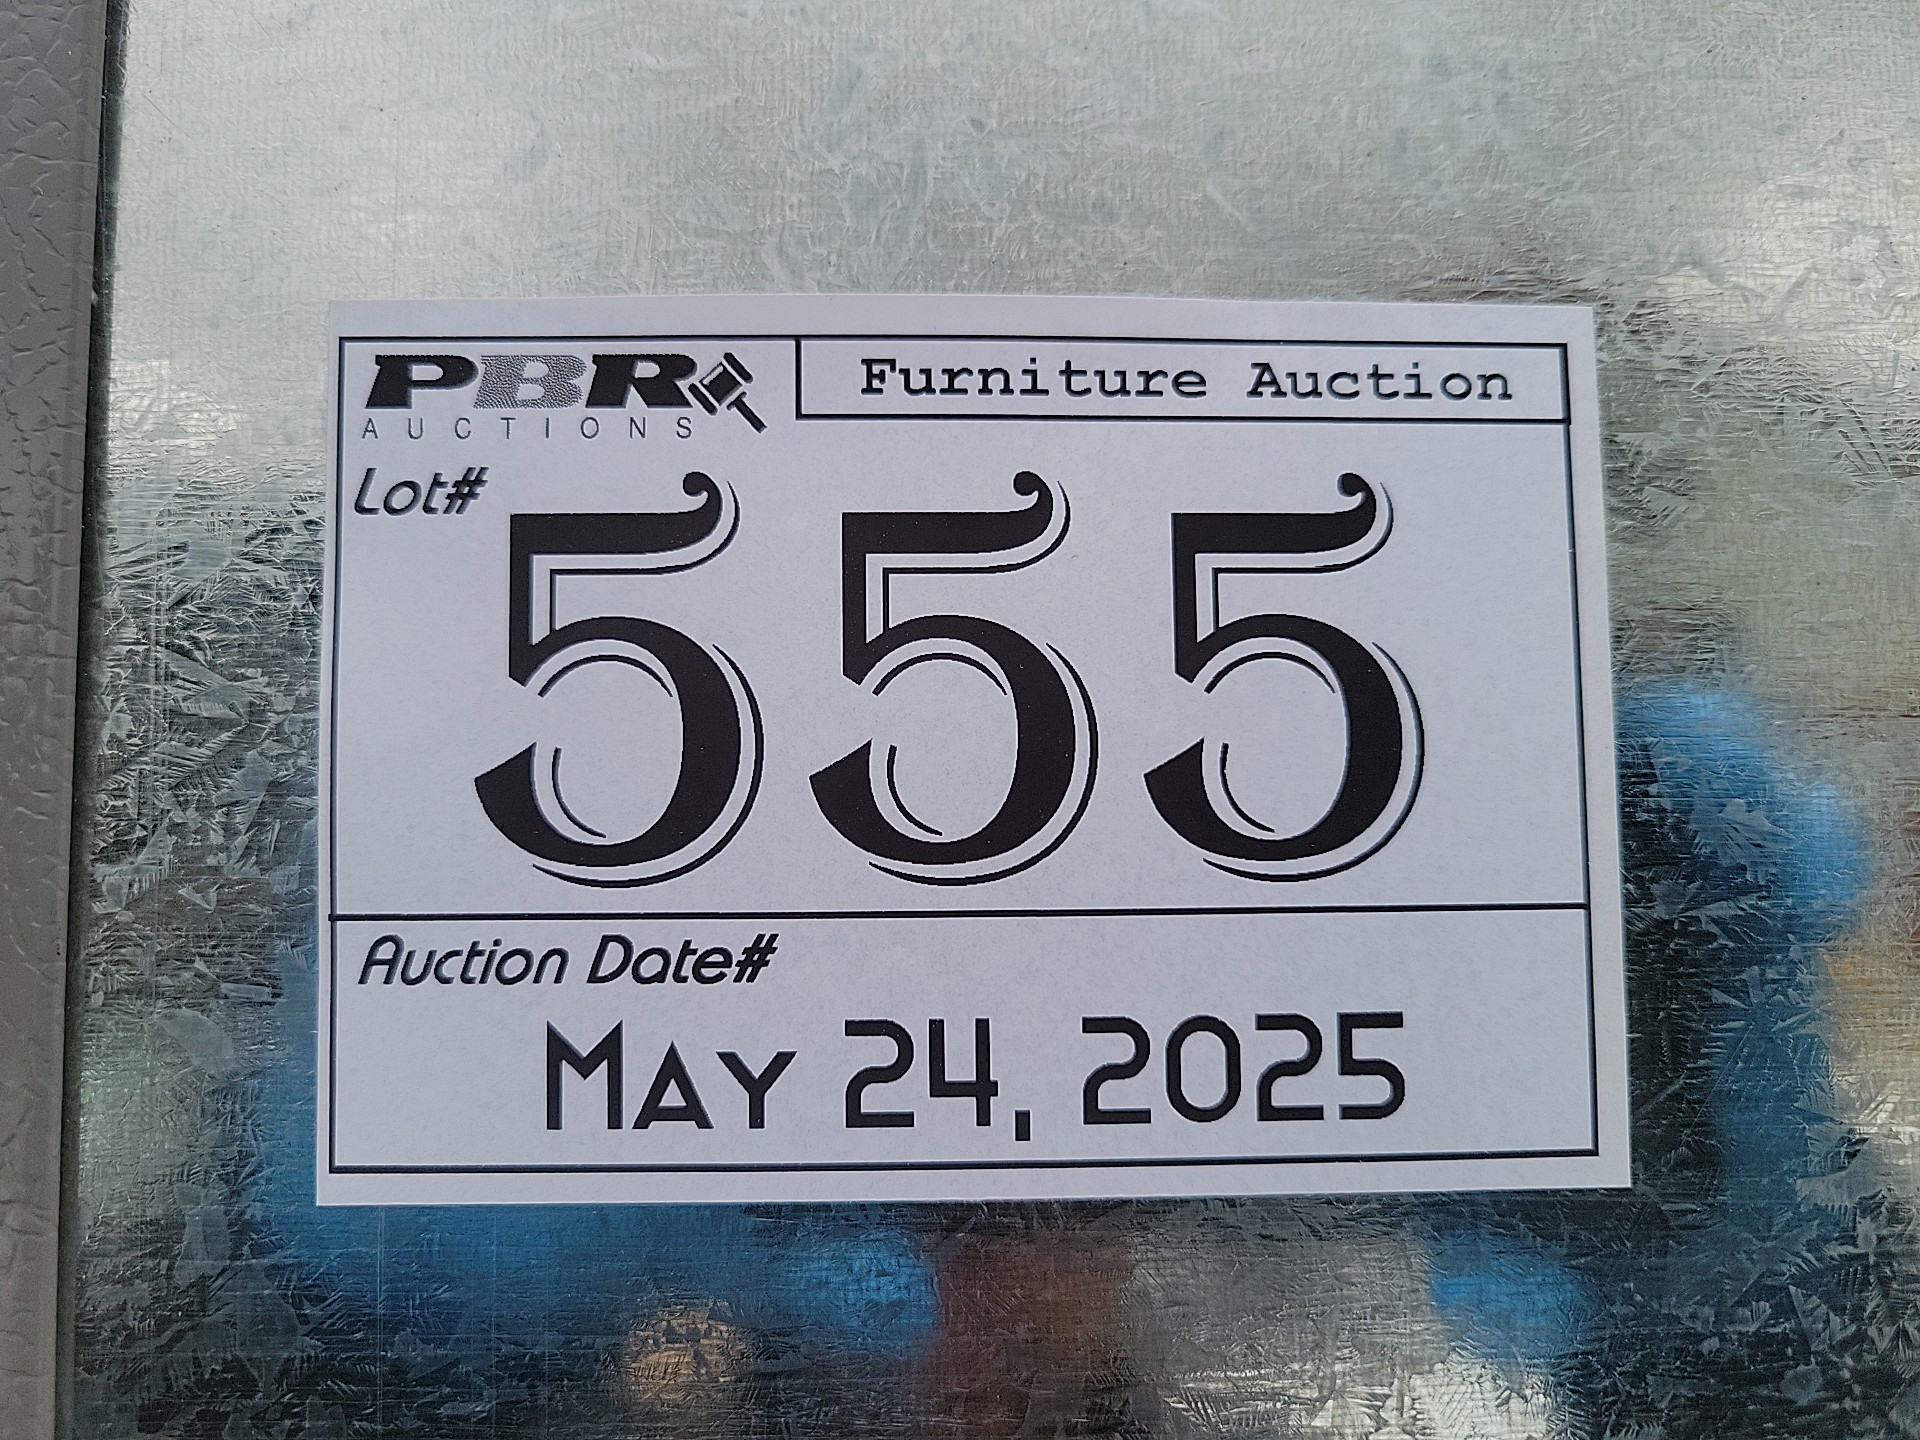 PBR
AUCTIONS
Furniture Auction
Lot#
555
Auction Date#
May 24, 2025